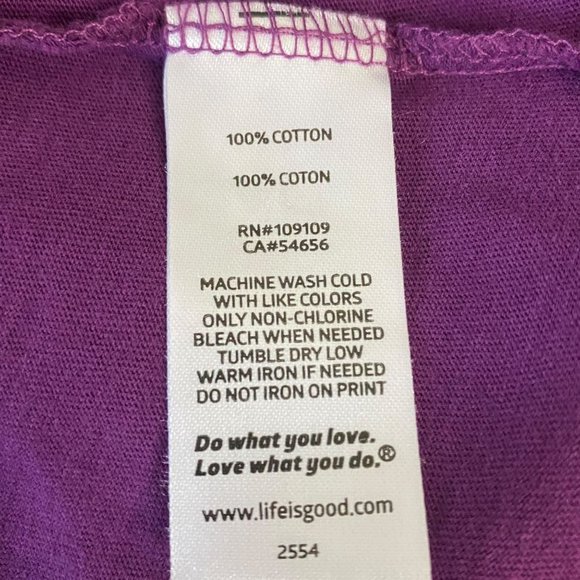 100% COTTON
100% COTON
RN#109109
CA#54656
MACHINE WASH COLD
WITH LIKE COLORS
ONLY NON-CHLORINE
BLEACH WHEN NEEDED
TUMBLE DRY LOW
WARM IRON IF NEEDED
DO NOT IRON ON PRINT
Do what you love.
Love what you do.®
www.lifeisgood.com
2554